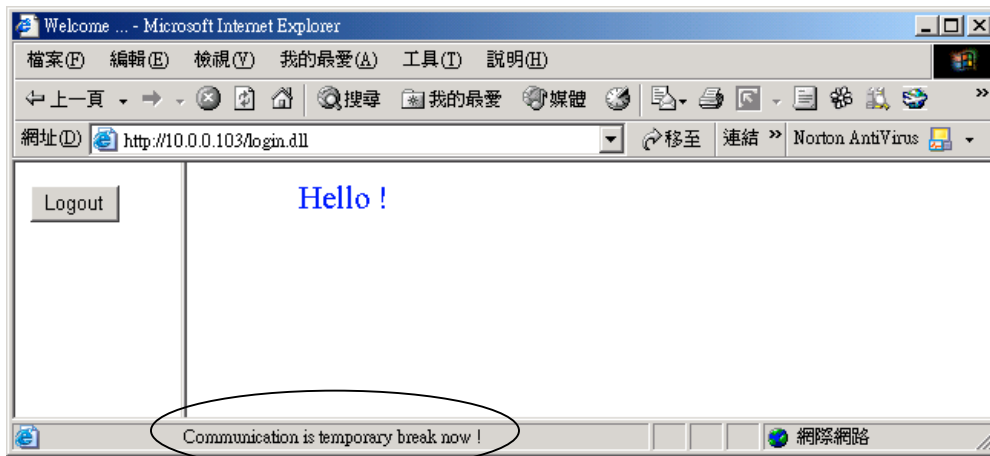 Welcome ... - Microsoft Internet Explorer
檔案(F) 編輯(E) 檢視(V) 我的最愛(A) 工具(T) 說明(H)
上一頁 搜尋 我的最愛 媒體 »
網址(D) http://10.0.0.103/login.dll 移至 連結 » Norton AntiVirus
Logout
Hello !
Communication is temporary break now ! 網際網路